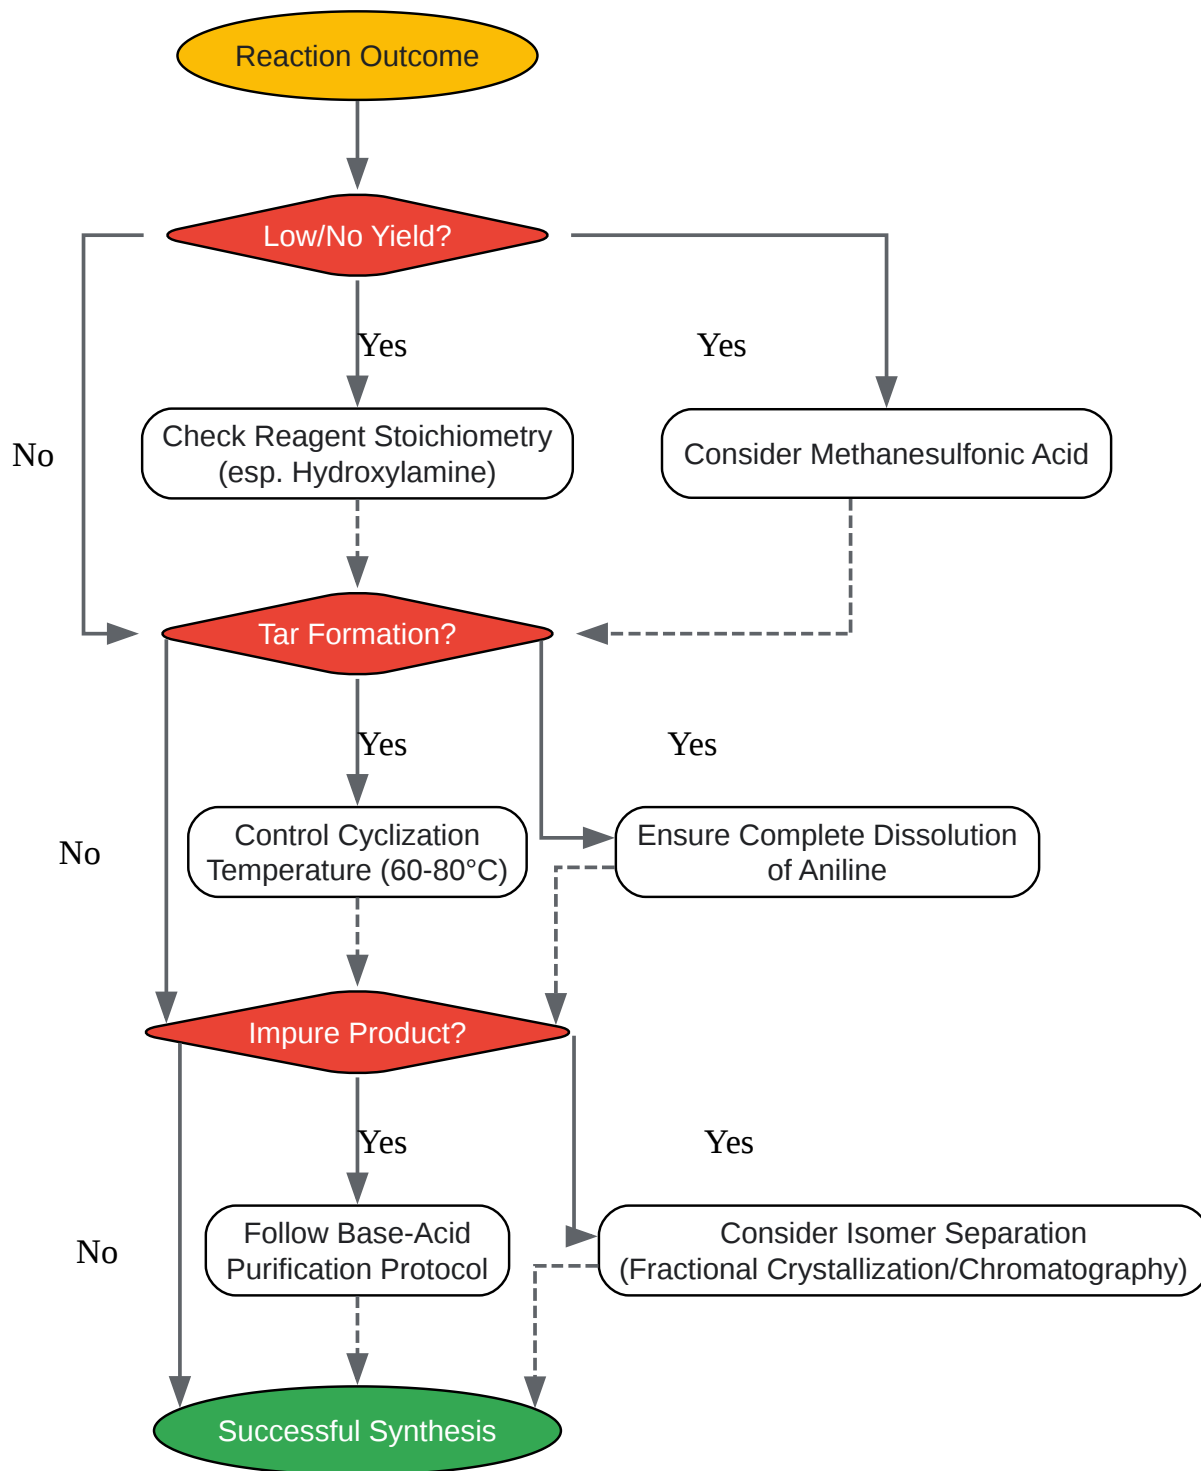 Reaction Outcome
Low/No Yield?
Yes
Yes
No
Check Reagent Stoichiometry
(esp. Hydroxylamine)
Consider Methanesulfonic Acid
Tar Formation?
Yes
Yes
No
Control Cyclization
Temperature (60-80°C)
Ensure Complete Dissolution
of Aniline
Impure Product?
Yes
Yes
No
Follow Base-Acid
Purification Protocol
Consider Isomer Separation
(Fractional Crystallization/Chromatography)
Successful Synthesis